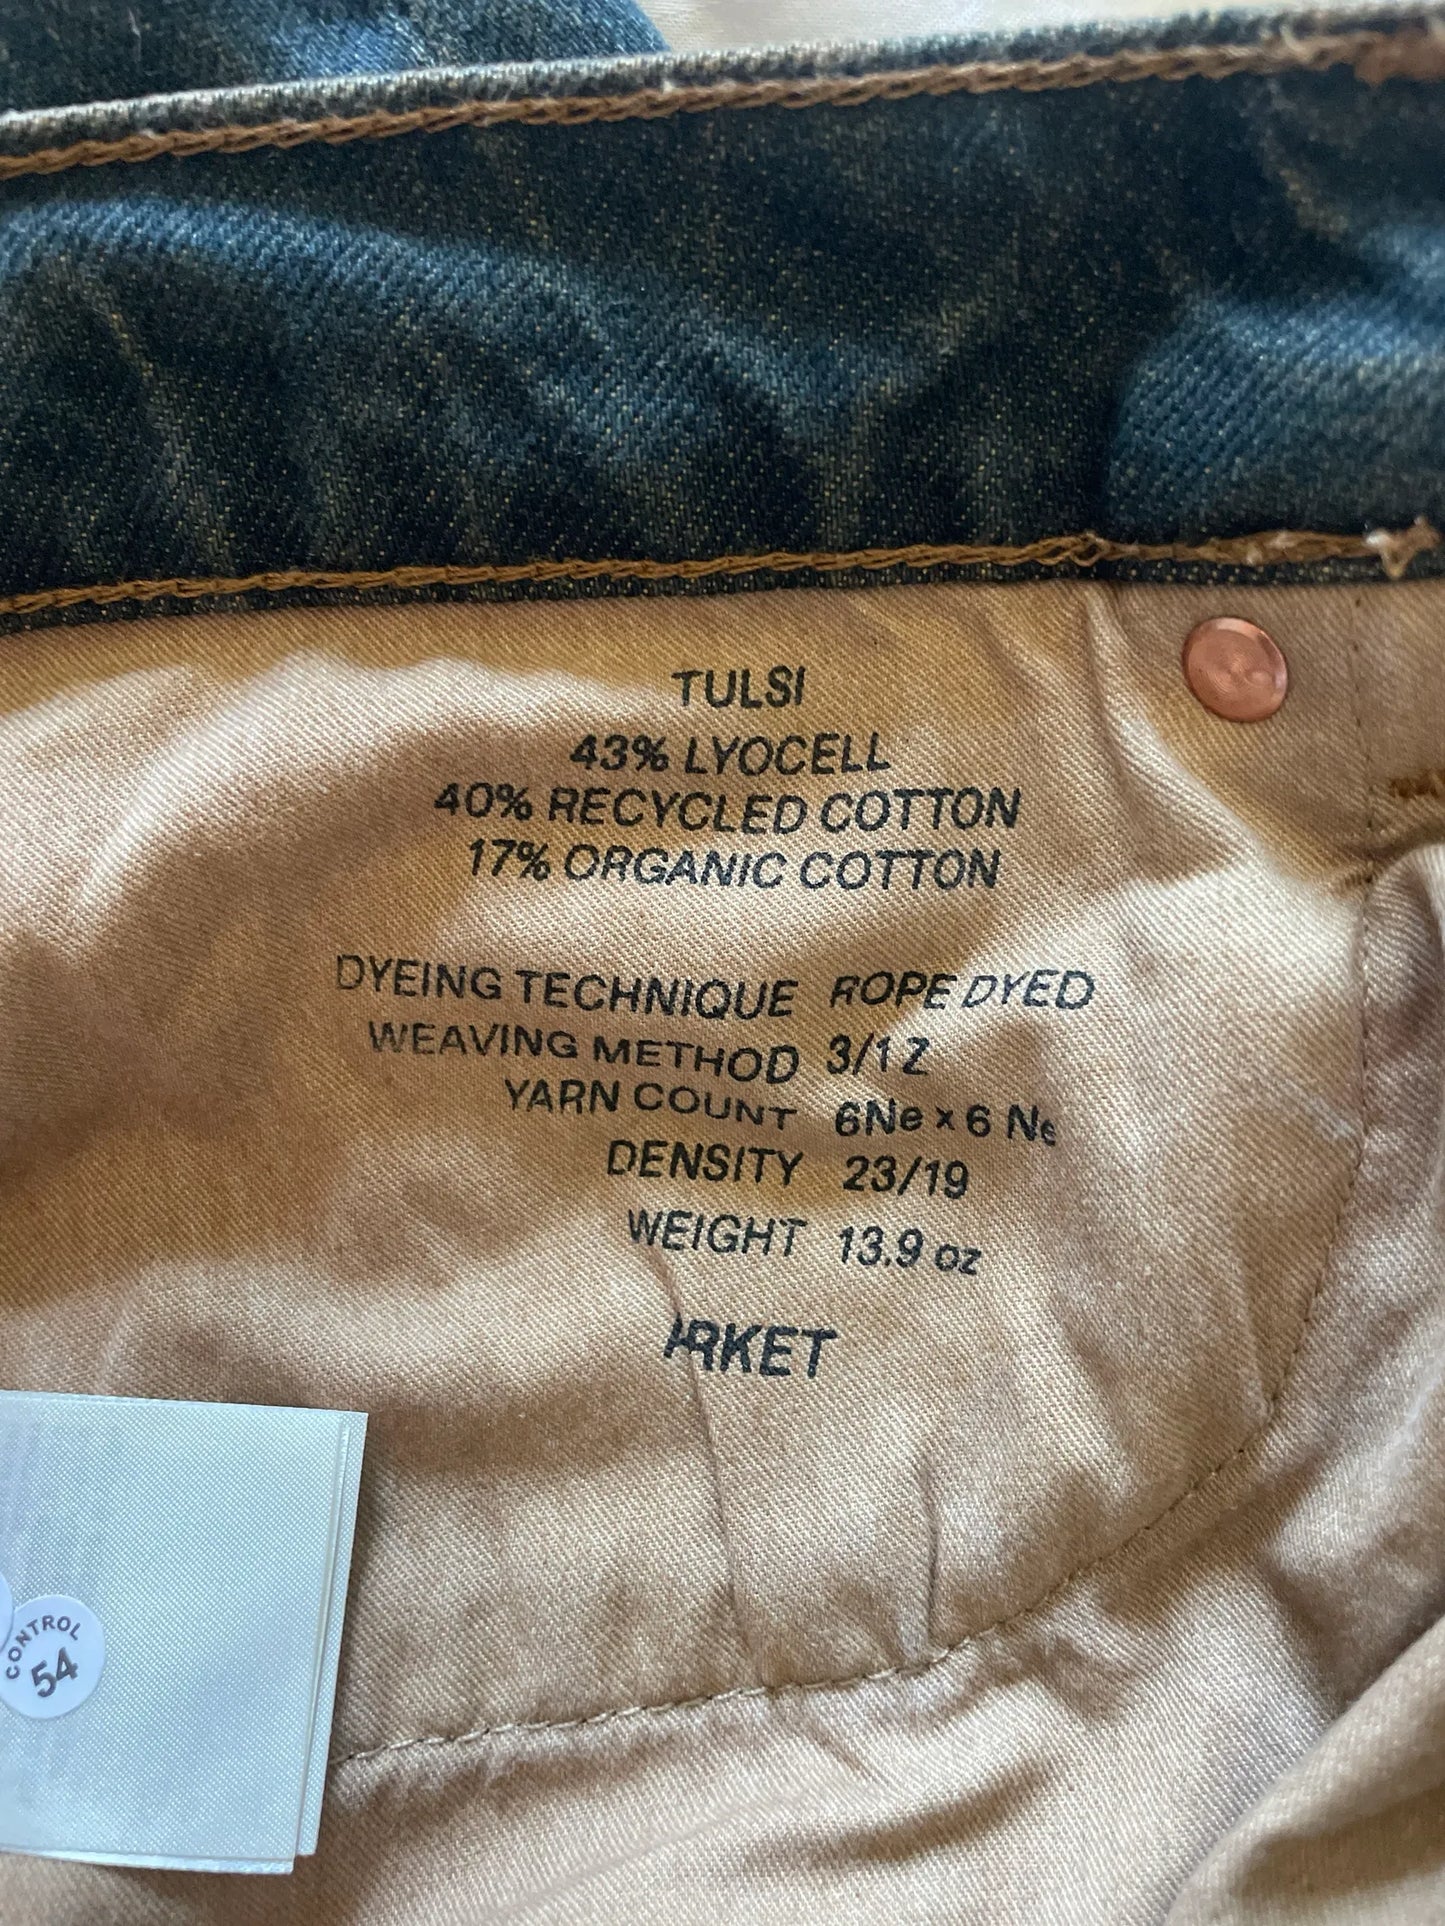 TULSI
43% LYOCELL
40% RECYCLED COTTON
17% ORGANIC COTTON
DYEING TECHNIQUE ROPE DYED
WEAVING METHOD 3/1 Z
YARN COUNT 6Ne x 6 Ne
DENSITY 23/19
WEIGHT 13.9 oz
ARKET
CONTROL
54